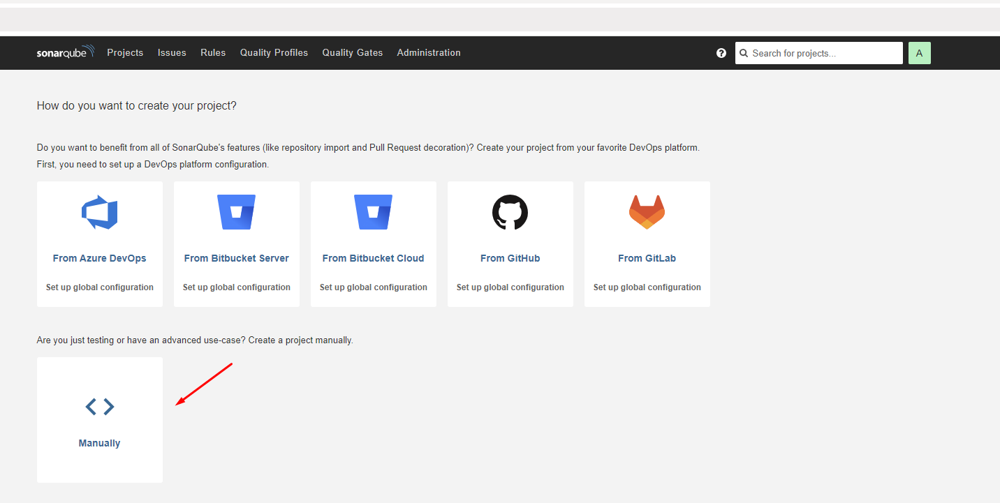 sonarqube Projects Issues Rules Quality Profiles Quality Gates Administration ? Search for projects... A
How do you want to create your project?
Do you want to benefit from all of SonarQube's features (like repository import and Pull Request decoration)? Create your project from your favorite DevOps platform.
First, you need to set up a DevOps platform configuration.
From Azure DevOps From Bitbucket Server From Bitbucket Cloud From GitHub From GitLab
Set up global configuration Set up global configuration Set up global configuration Set up global configuration Set up global configuration
Are you just testing or have an advanced use-case? Create a project manually.
Manually